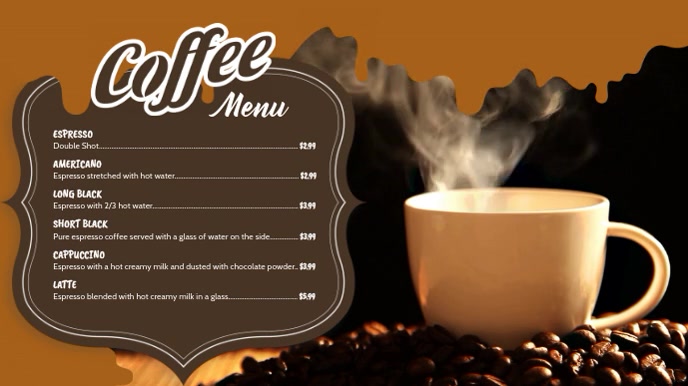 Coffee
Menu
ESPRESSO
Double Shot........................................ $2.99
AMERICANO
Espresso stretched with hot water........................................ $2.99
LONG BLACK
Espresso with 2/3 hot water........................................ $3.99
SHORT BLACK
Pure espresso coffee served with a glass of water on the side............ $3.99
CAPPUCCINO
Espresso with a hot creamy milk and dusted with chocolate powder.. $3.99
LATTE
Espresso blended with hot creamy milk in a glass.............................. $5.99